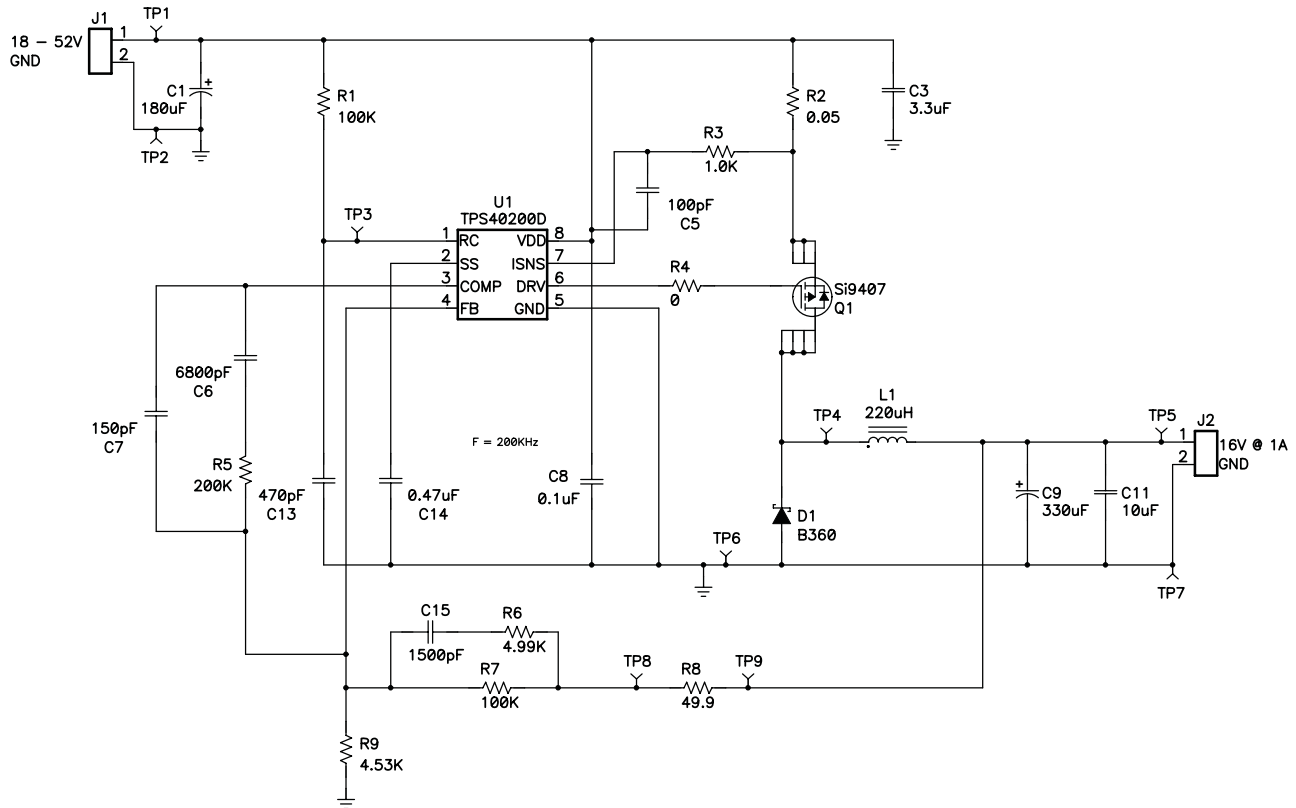 J1
TP1
18 – 52V
GND
1
2
C1
+
180uF
TP2
R1
100K
R2
0.05
C3
3.3uF
R3
1.0K
100pF
C5
U1
TPS40200D
TP3
1
RC
VDD
8
2
SS
ISNS
7
3
COMP
DRV
6
4
FB
GND
5
R4
0
Si9407
Q1
6800pF
C6
150pF
C7
R5
200K
470pF
C13
0.47uF
C14
F = 200KHz
C8
0.1uF
L1
220uH
TP4
TP5
J2
1
2
16V @ 1A
GND
D1
B360
+
C9
330uF
C11
10uF
TP6
TP7
C15
1500pF
R6
4.99K
R7
100K
TP8
R8
49.9
TP9
R9
4.53K